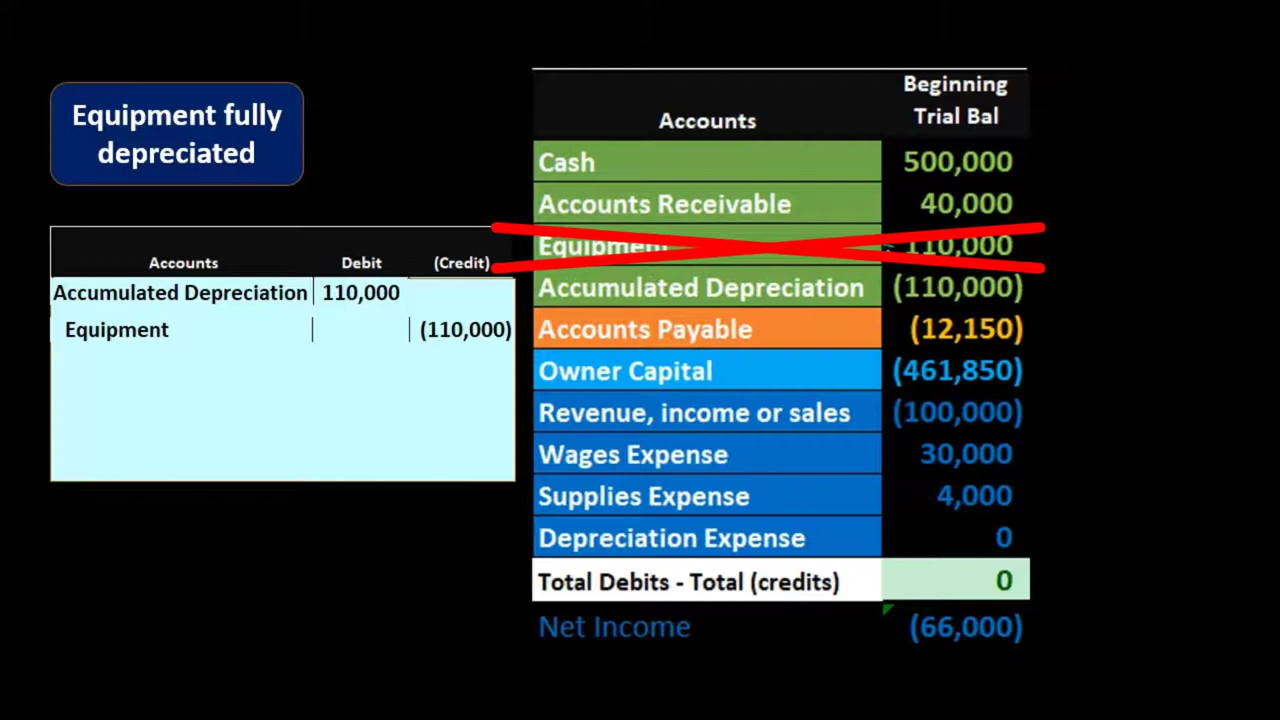 Equipment fully
depreciated
Accounts Debit (Credit)
Accumulated Depreciation 110,000
Equipment (110,000)
Beginning
Accounts Trial Bal
Cash 500,000
Accounts Receivable 40,000
Equipment 110,000
Accumulated Depreciation (110,000)
Accounts Payable (12,150)
Owner Capital (461,850)
Revenue, income or sales (100,000)
Wages Expense 30,000
Supplies Expense 4,000
Depreciation Expense 0
Total Debits - Total (credits) 0
Net Income (66,000)